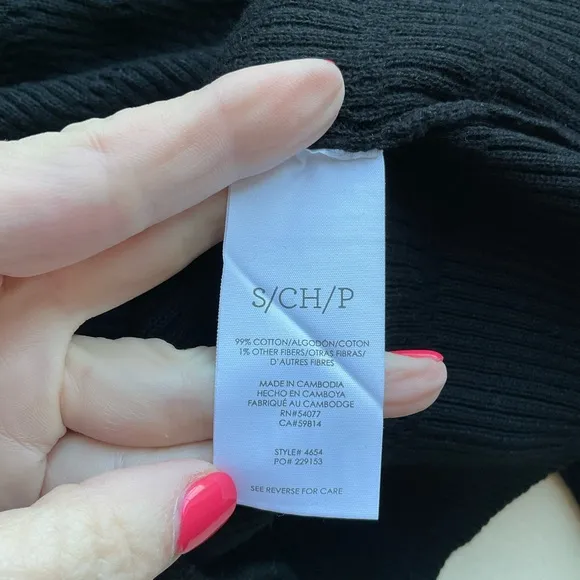 S/CH/P
99% COTTON/ALGODÓN/COTON
1% OTHER FIBERS/OTRAS FIBRAS/
D'AUTRES FIBRES
MADE IN CAMBODIA
HECHO EN CAMBOYA
FABRIQUÉ AU CAMBODGE
RN#54077
CA#59814
STYLE# 4654
PO# 229153
SEE REVERSE FOR CARE